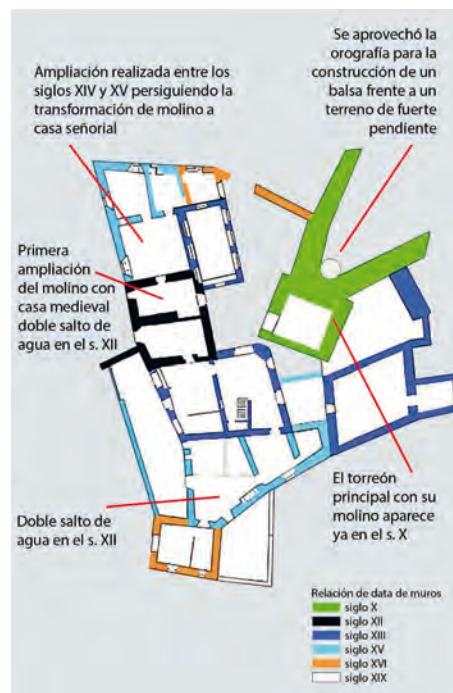 Se aprovechó la
orografía para la
construcción de un
balsa frente a un
terreno de fuerte
pendiente
Ampliación realizada entre los
siglos XIV y XV persiguiendo la
transformación de molino a
casa señorial
Primera
ampliación
del molino con
casa medieval
doble salto de
agua en el s. XII
Doble salto de
agua en el s. XII
El torreón
principal con su
molino aparece
ya en el s. X
Relación de data de muros
siglo X
siglo XII
siglo XIII
siglo XV
siglo XVI
siglo XIX